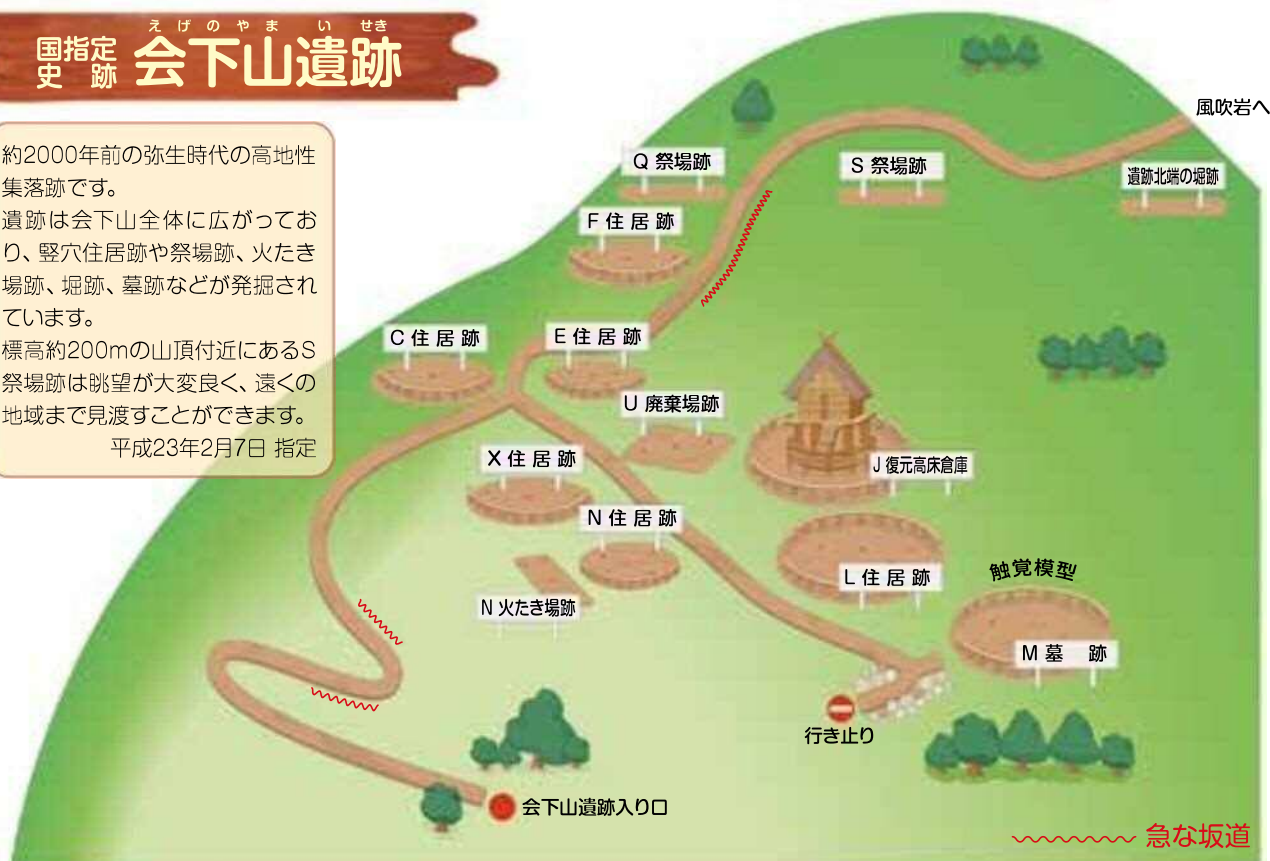 えげのやまいせき
国指定
史跡
会下山遺跡
約2000年前の弥生時代の高地性
集落跡です。
遺跡は会下山全体に広がってお
り、竪穴住居跡や祭場跡、火たき
場跡、堀跡、墓跡などが発掘され
ています。
標高約200mの山頂付近にあるS
祭場跡は眺望が大変良く、遠くの
地域まで見渡すことができます。
平成23年2月7日 指定
風吹岩へ
Q 祭場跡
S 祭場跡
遺跡北端の堀跡
F 住居跡
C 住居跡
E 住居跡
U 廃棄場跡
X 住居跡
J 復元高床倉庫
N 住居跡
L 住居跡
触覚模型
N 火たき場跡
M 墓 跡
行き止り
会下山遺跡入り口
急な坂道